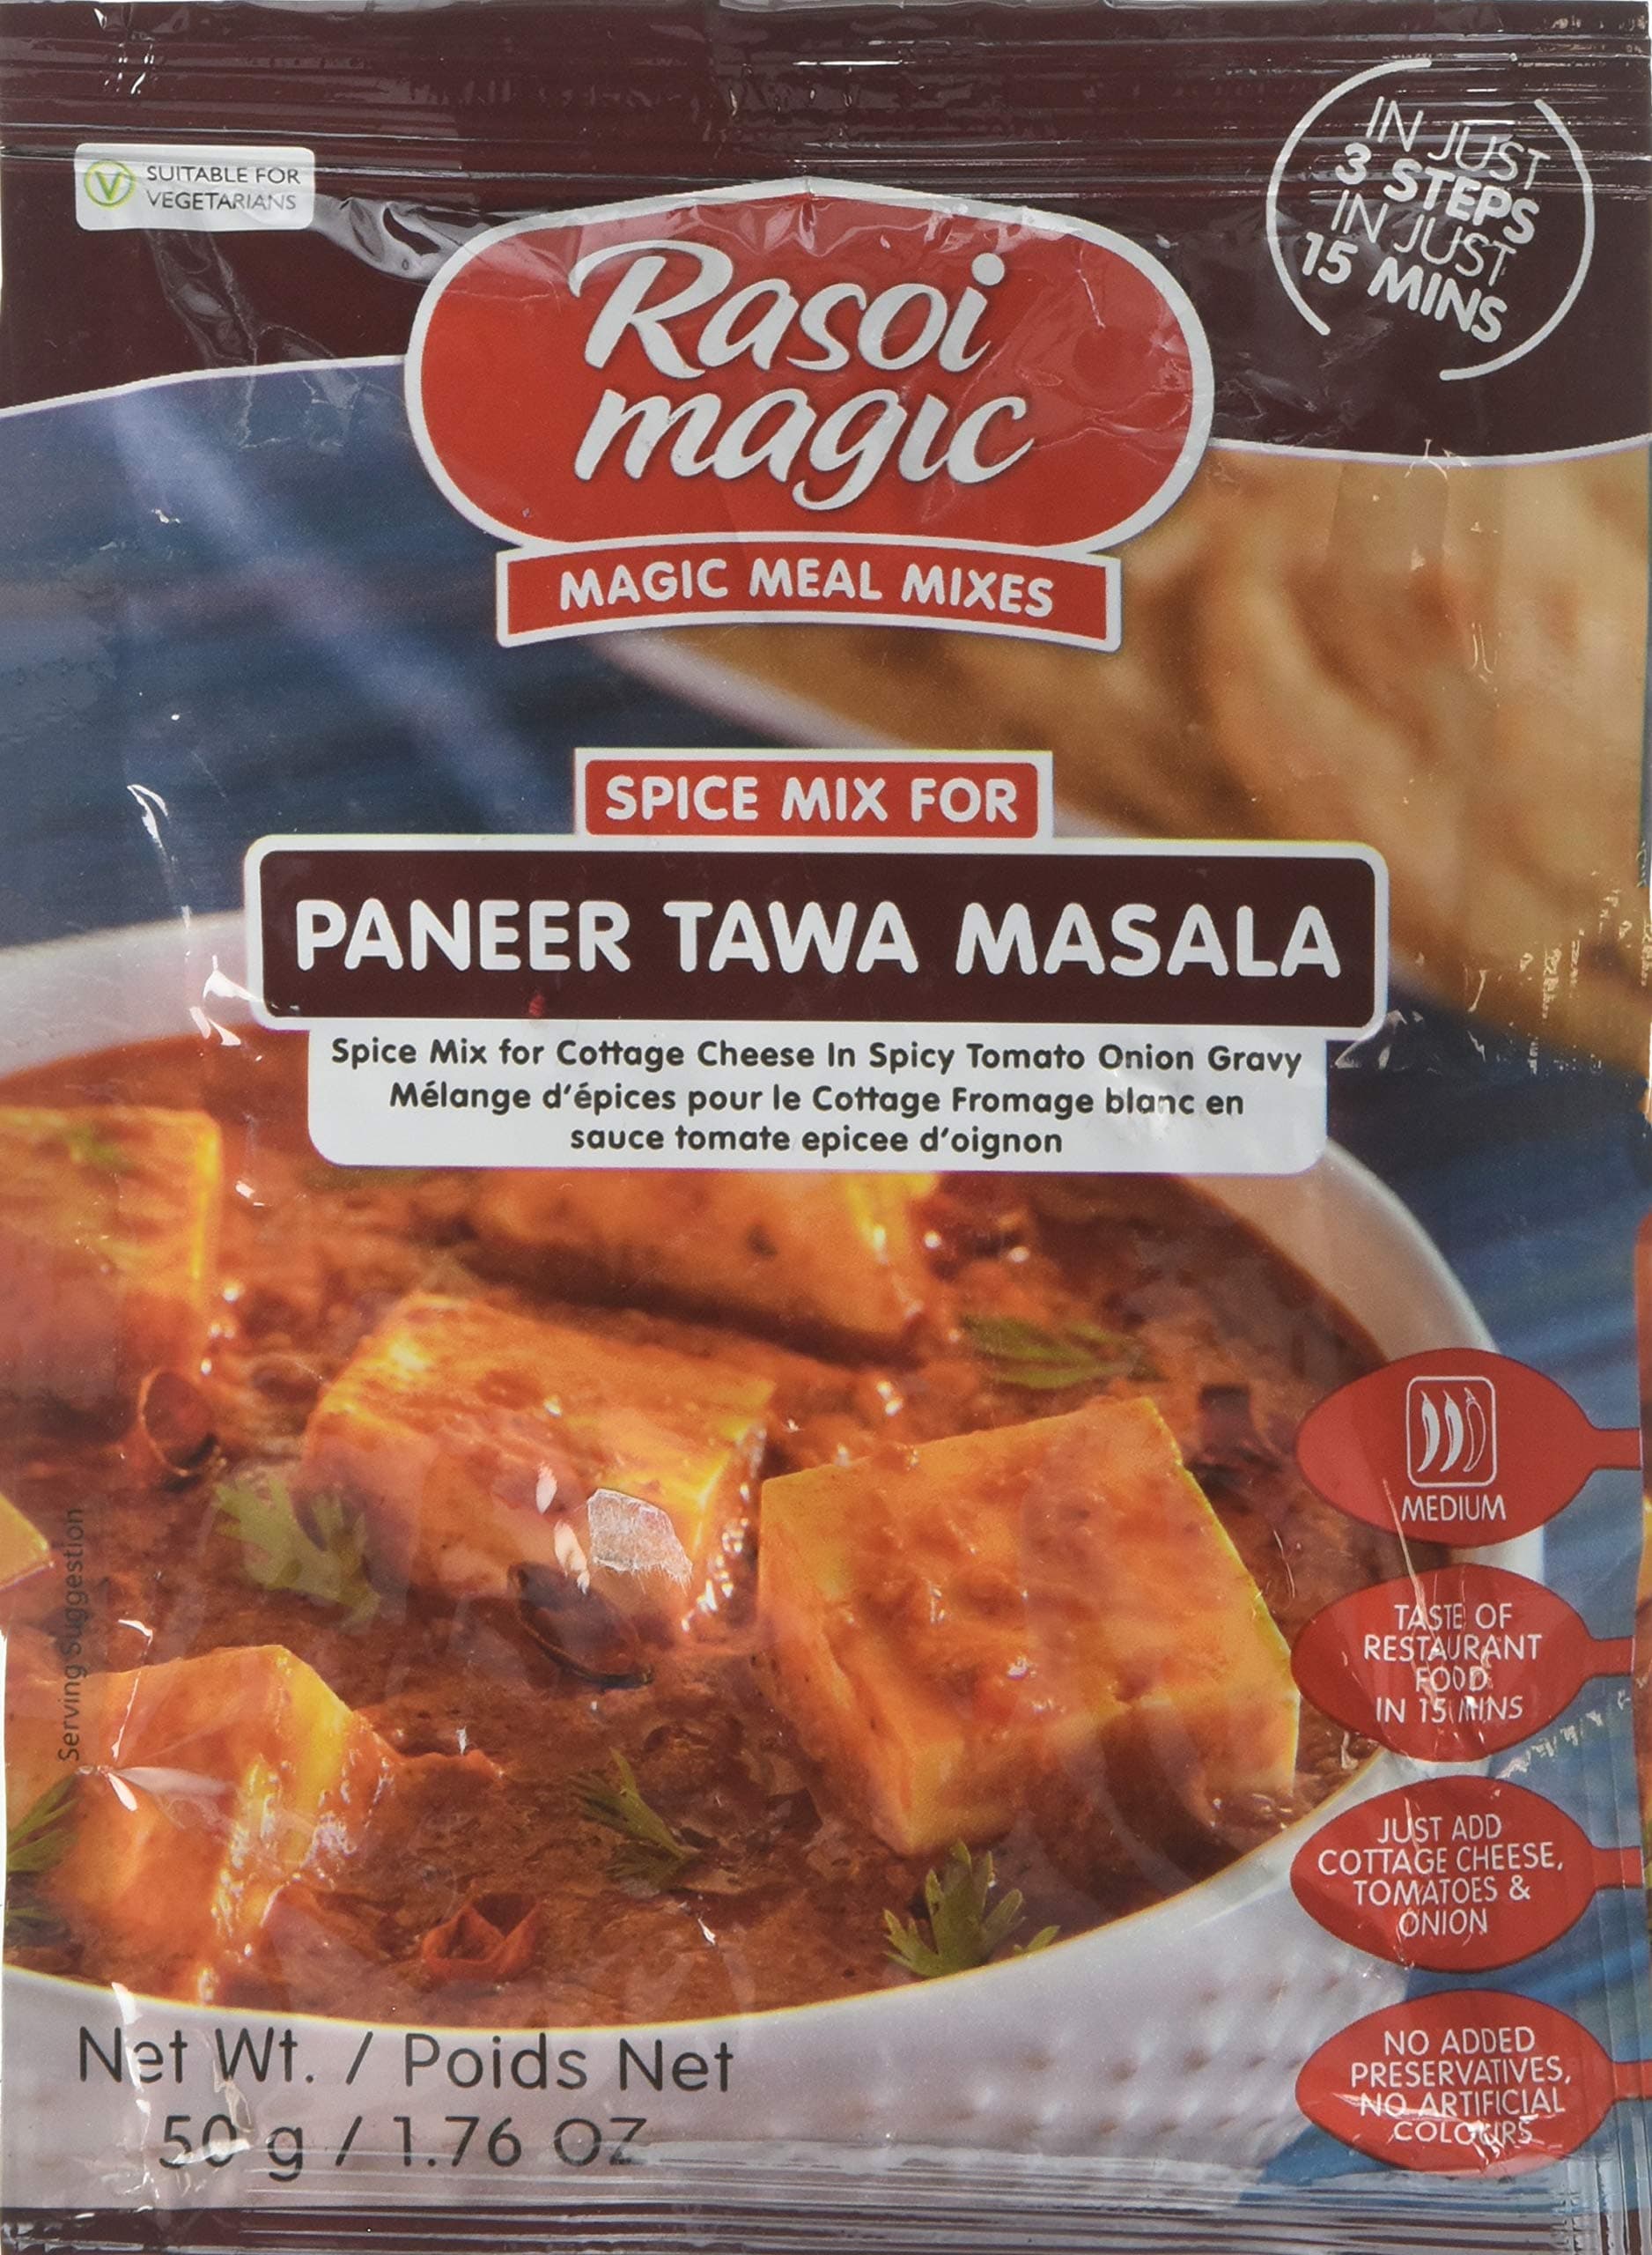 SUITABLE FOR
VEGETARIANS
IN JUST
3 STEPS
IN JUST
15 MINS
Rasoi
magic
MAGIC MEAL MIXES
SPICE MIX FOR
PANEER TAWA MASALA
Spice Mix for Cottage Cheese In Spicy Tomato Onion Gravy
Mélange d'épices pour le Cottage Fromage blanc en
sauce tomate epicee d'oignon
MEDIUM
TASTE OF
RESTAURANT
FOOD
IN 15 MINS
JUST ADD
COTTAGE CHEESE,
TOMATOES &
ONION
NO ADDED
PRESERVATIVES,
NO ARTIFICIAL
COLOURS
Serving Suggestion
Net Wt. / Poids Net
50 g / 1.76 OZ